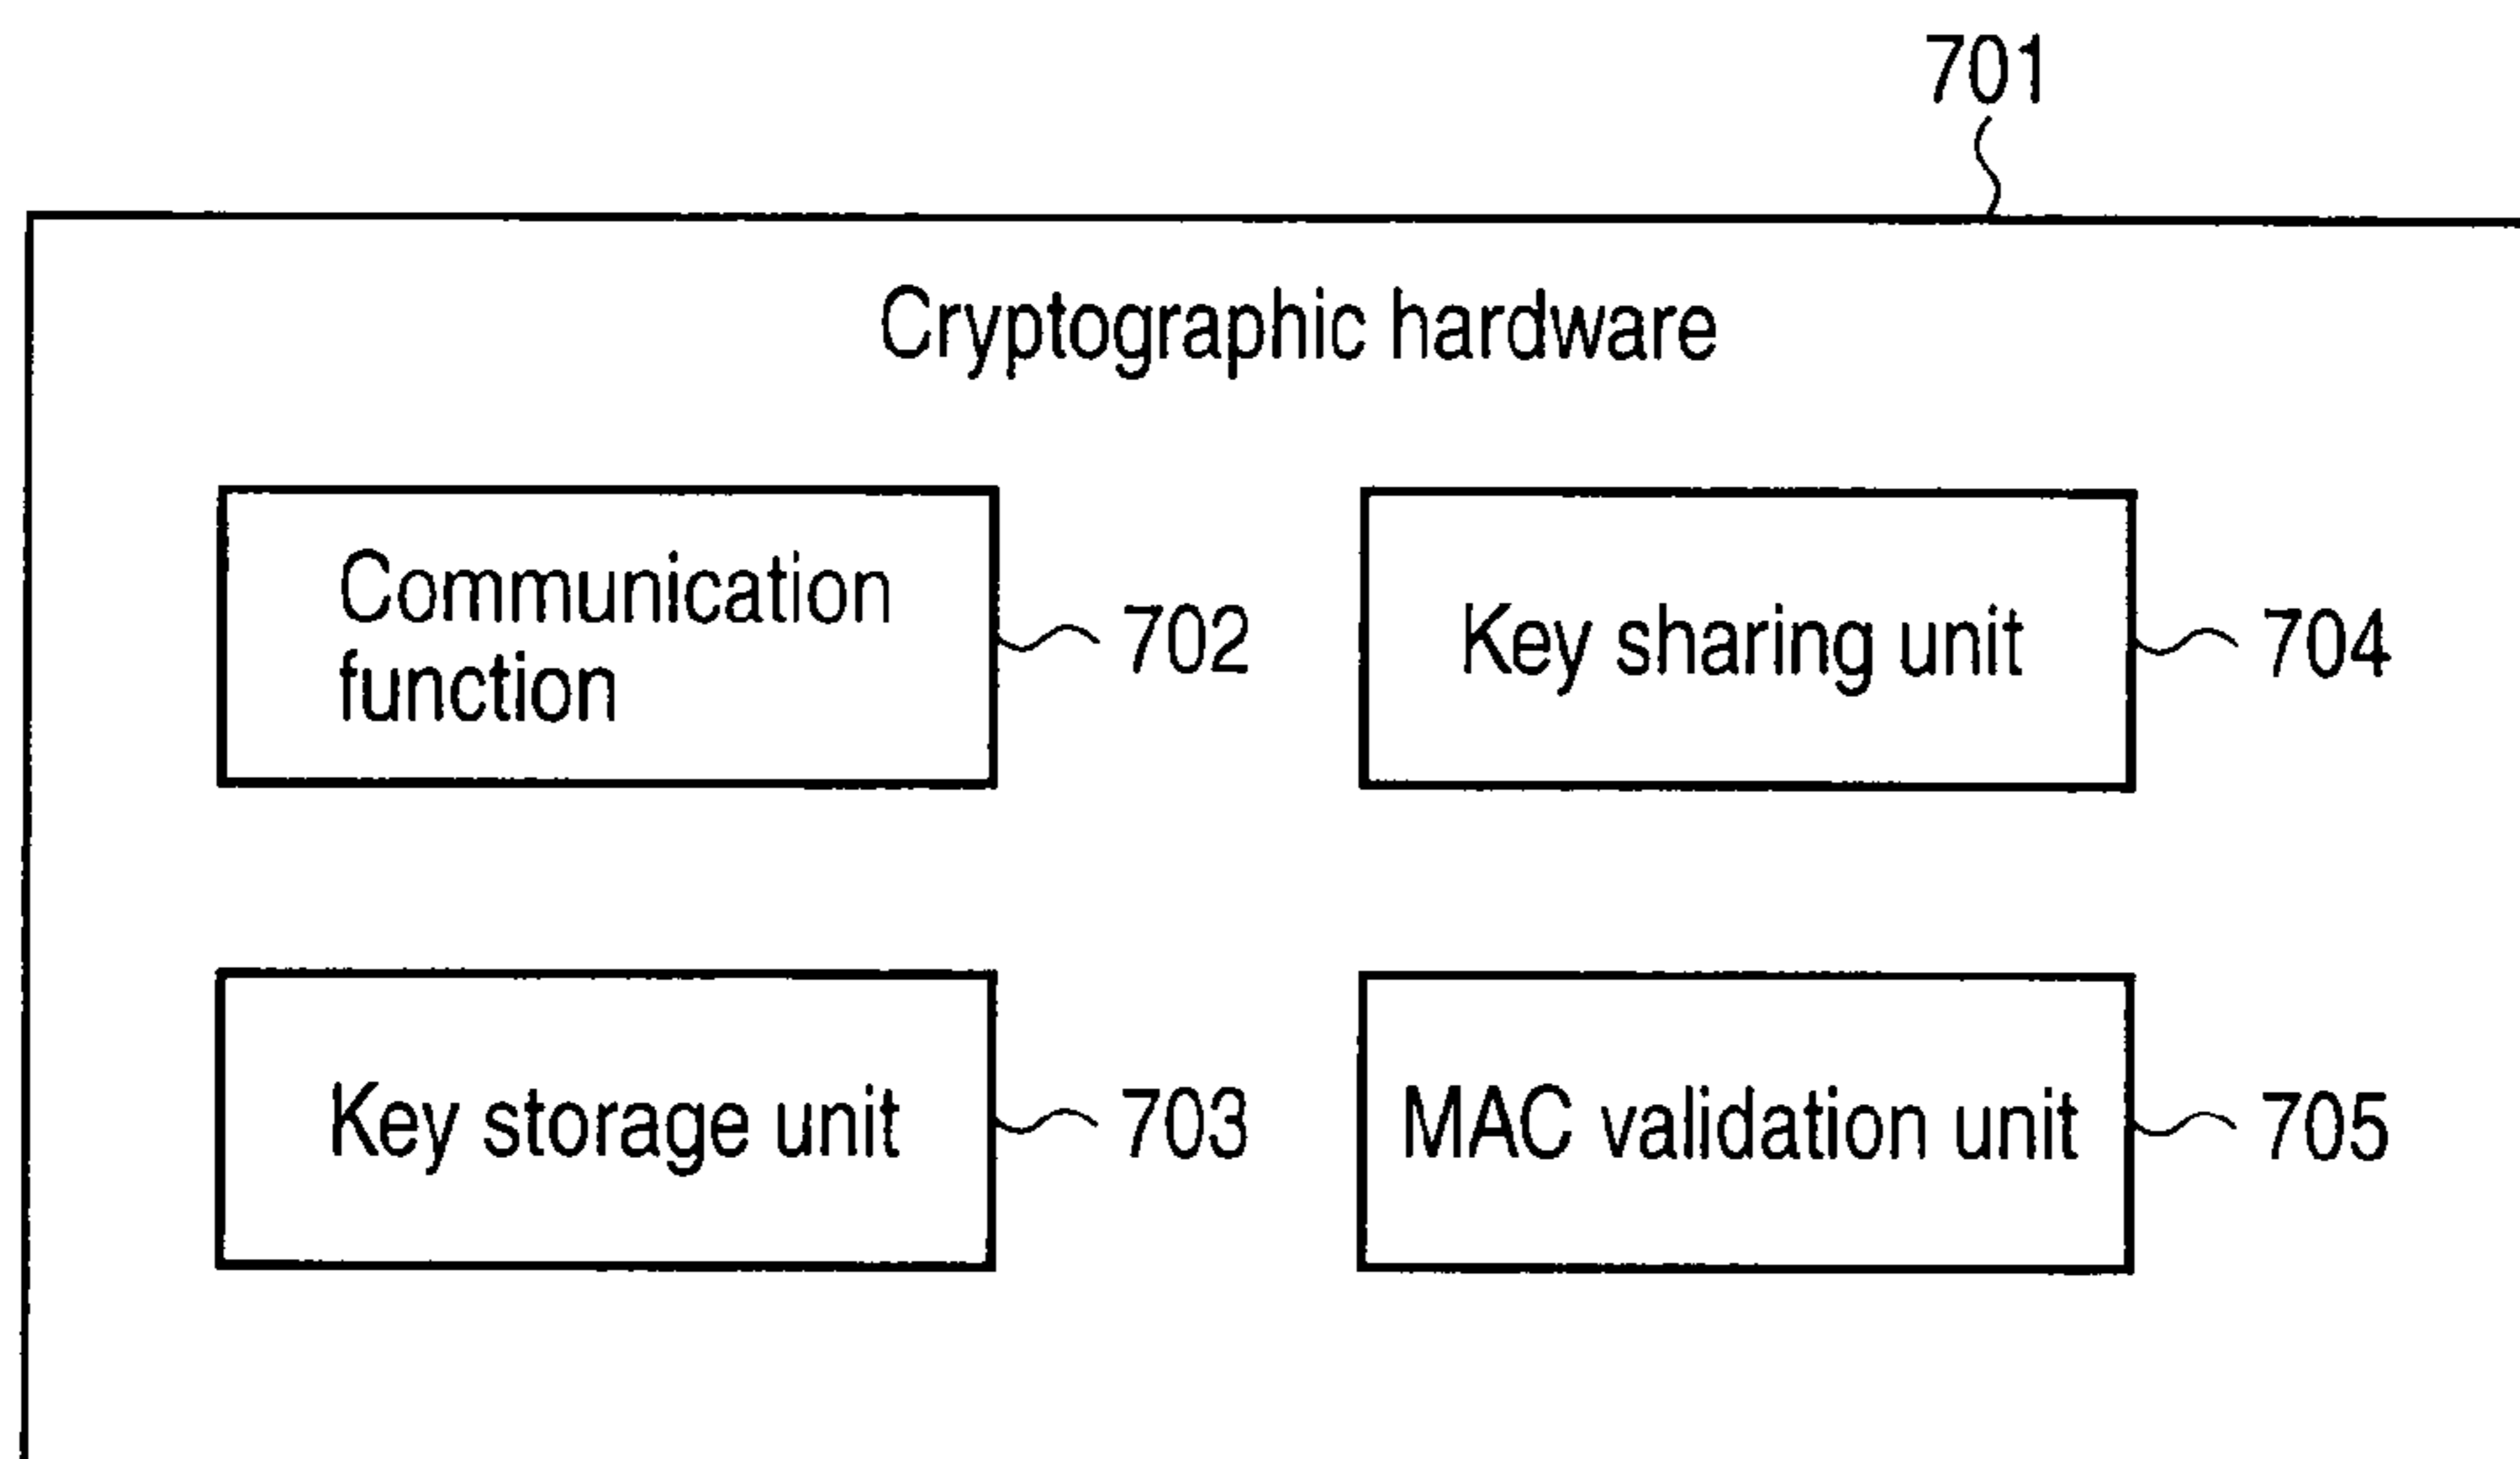 701
Cryptographic hardware
Communication
function
702
Key sharing unit
704
Key storage unit
703
MAC validation unit
705